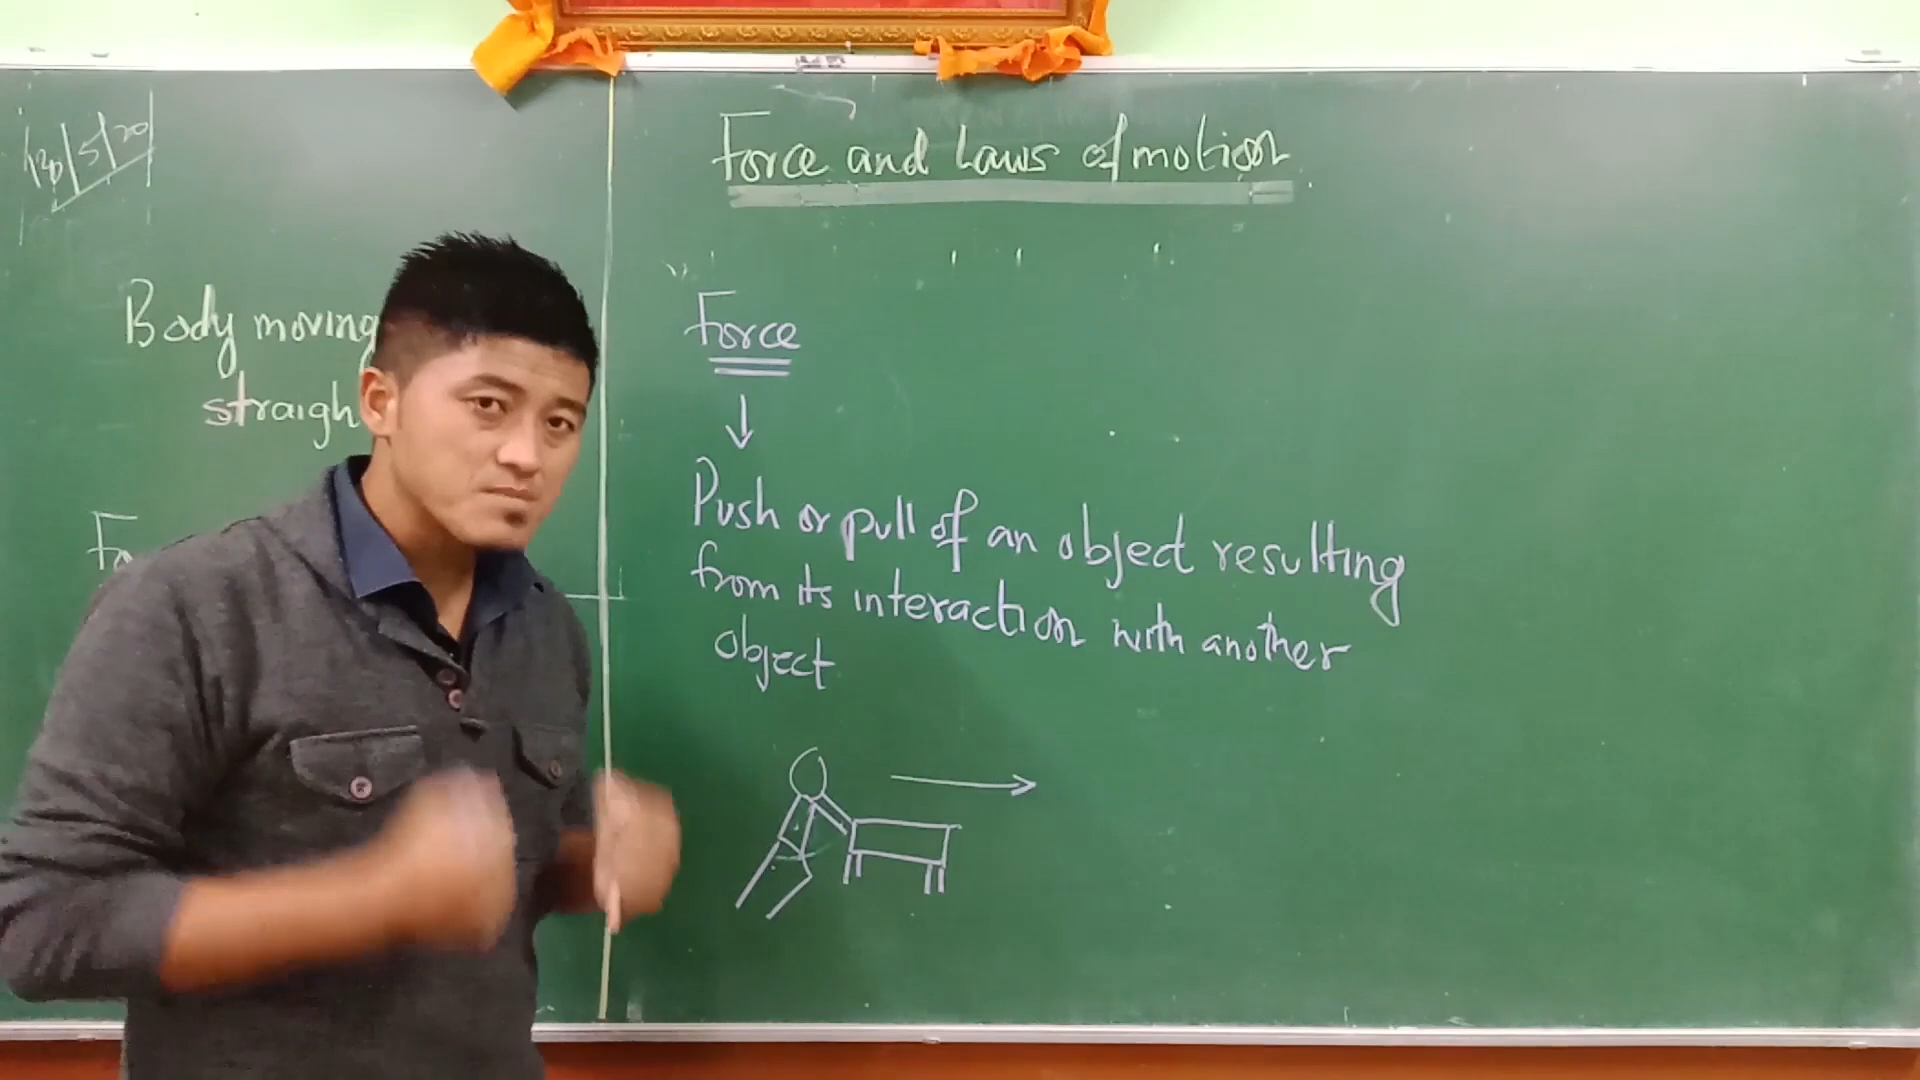 Force and Laws of motion
Body moving
straigh
Fo
Force
Push or pull of an object resulting
from its interaction with another
object